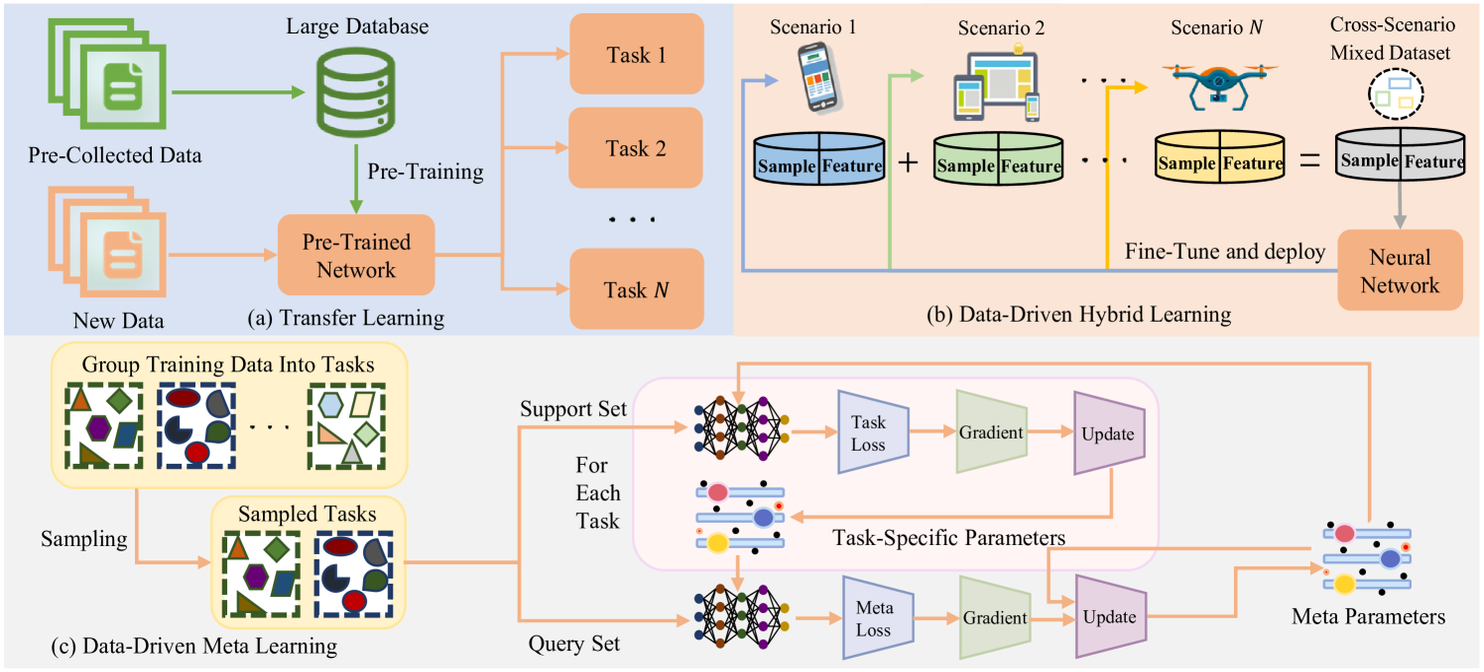 Large Database
Pre-Collected Data
Pre-Training
New Data
Pre-Trained
Network
Task 1
Task 2
. . .
Task N
(a) Transfer Learning
Scenario 1
Scenario 2
. . .
Scenario N
Cross-Scenario
Mixed Dataset
Sample Feature
+
Sample Feature
. . .
Sample Feature
=
Sample Feature
Fine-Tune and deploy
Neural
Network
(b) Data-Driven Hybrid Learning
Group Training Data Into Tasks
. . .
Sampling
Sampled Tasks
(c) Data-Driven Meta Learning
Support Set
For
Each
Task
Query Set
Task
Loss
Gradient
Update
Task-Specific Parameters
Meta
Loss
Gradient
Update
Meta Parameters